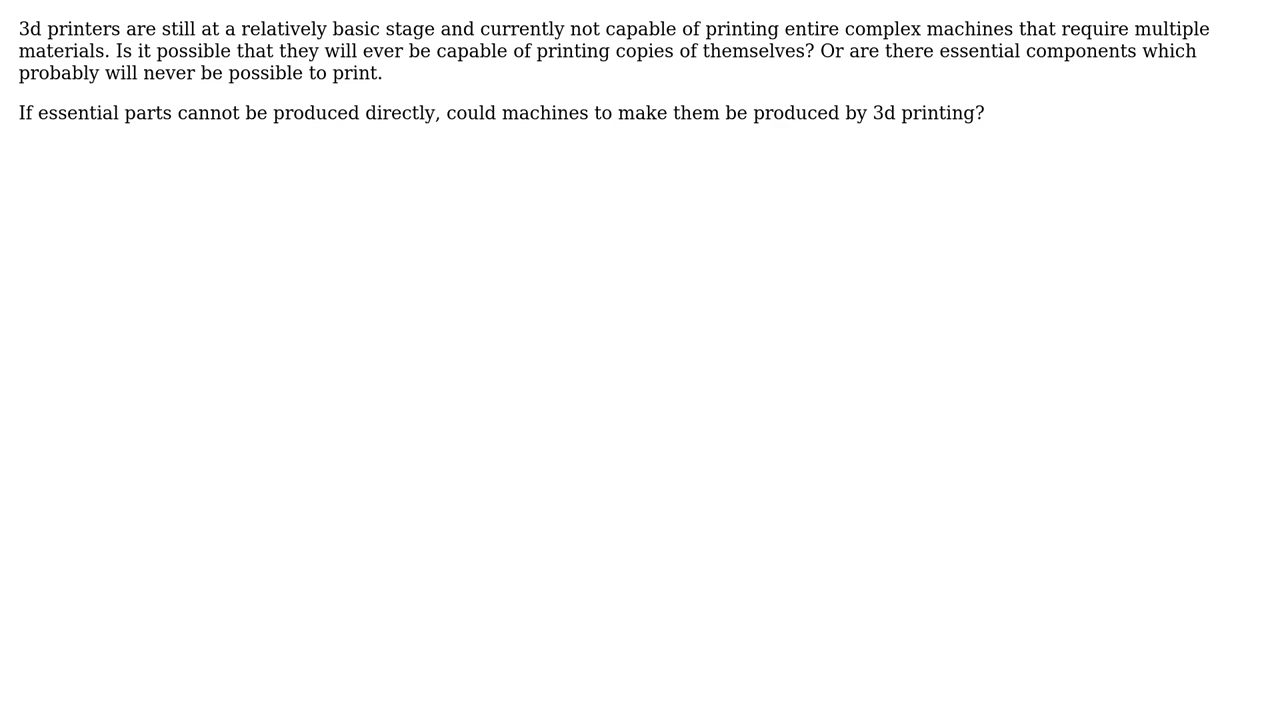 3d printers are still at a relatively basic stage and currently not capable of printing entire complex machines that require multiple
materials. Is it possible that they will ever be capable of printing copies of themselves? Or are there essential components which
probably will never be possible to print.
If essential parts cannot be produced directly, could machines to make them be produced by 3d printing?